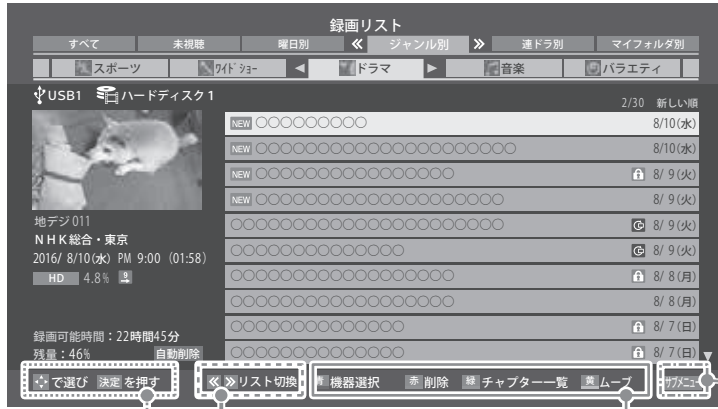 録画リスト
すべて 未視聴 曜日別 ≪ ジャンル別 ≫ 連ドラ別 マイフォルダ別
スポーツ ﾜｲﾄﾞｼｮｰ ◀ ドラマ ▶ 音楽 バラエティ
USB1 ハードディスク1
2/30 新しい順
NEW ○○○○○○○○○ 8/10(水)
NEW ○○○○○○○○○○○○○○○○○○○○○ 8/10(水)
NEW ○○○○○○○○○○○○○○○○ 8/ 9(火)
NEW ○○○○○○○○○○○○○○○○○○○○ 8/ 9(火)
○○○○○○○○○○○○○○○○○○○○○○ 8/ 9(火)
○○○○○○○○○○○○○○ 8/ 9(火)
○○○○○○○○○○○○○○○○○○ 8/ 8(月)
○○○○○○○○○○○○○○○○○○ 8/ 8(月)
○○○○○○○○○○○○○○ 8/ 7(日)
○○○○○○○○○○○○○○ 8/ 7(日)
地デジ011
NHK総合・東京
2016/ 8/10(水) PM 9:00 (01:58)
HD 4.8% 9
録画可能時間：22時間45分
残量：46% 自動削除
で選び 決定 を押す ≪ ≫ リスト切換 機器選択 赤 削除 緑 チャプター一覧 黄 ムーブ サブメニュー